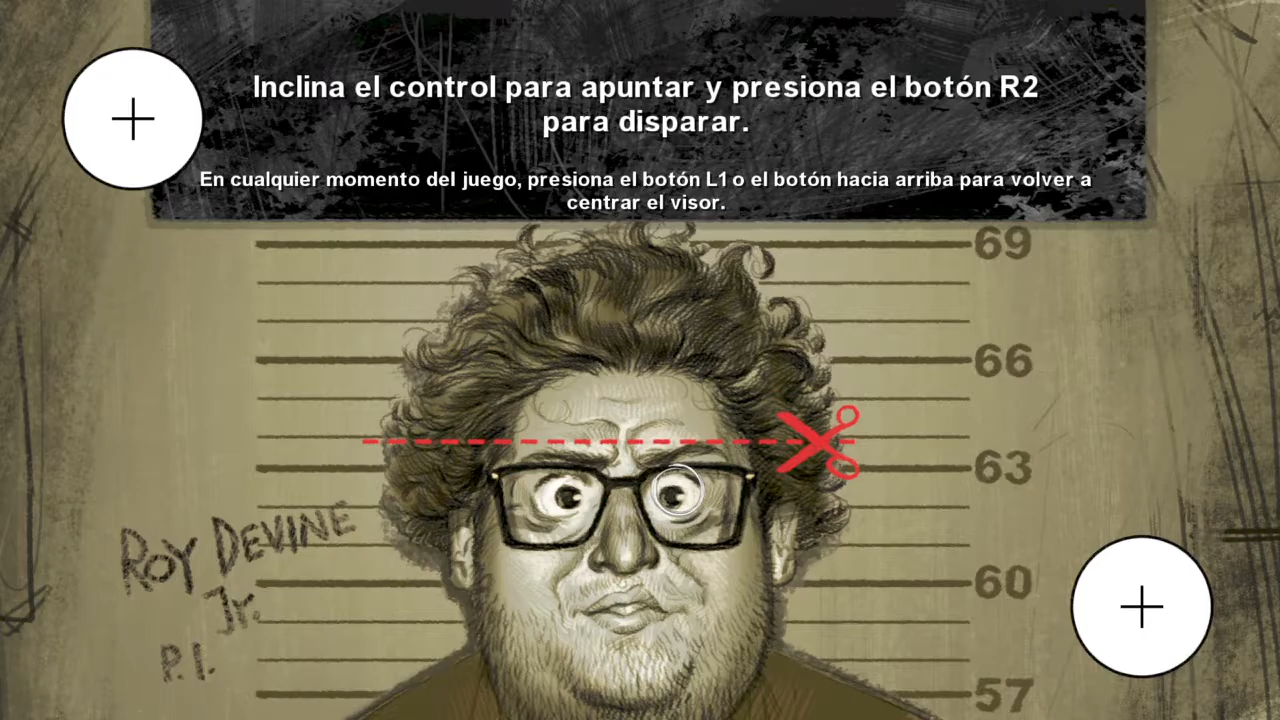 Inclina el control para apuntar y presiona el botón R2
para disparar.
En cualquier momento del juego, presiona el botón L1 o el botón hacia arriba para volver a
centrar el visor.
69
66
63
ROY DEVINE
Jr.
P.I.
60
57